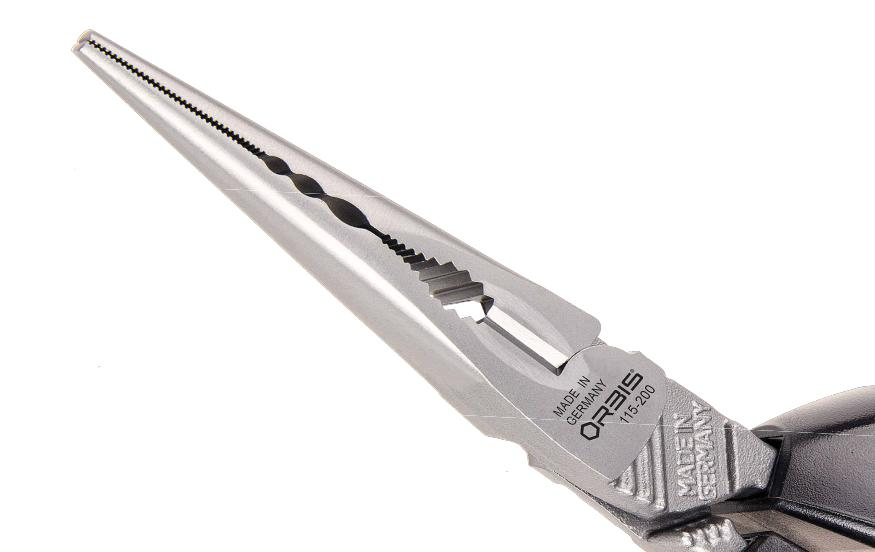 MADE IN
GERMANY
ORBIS®
115-200
MADE IN
GERMANY